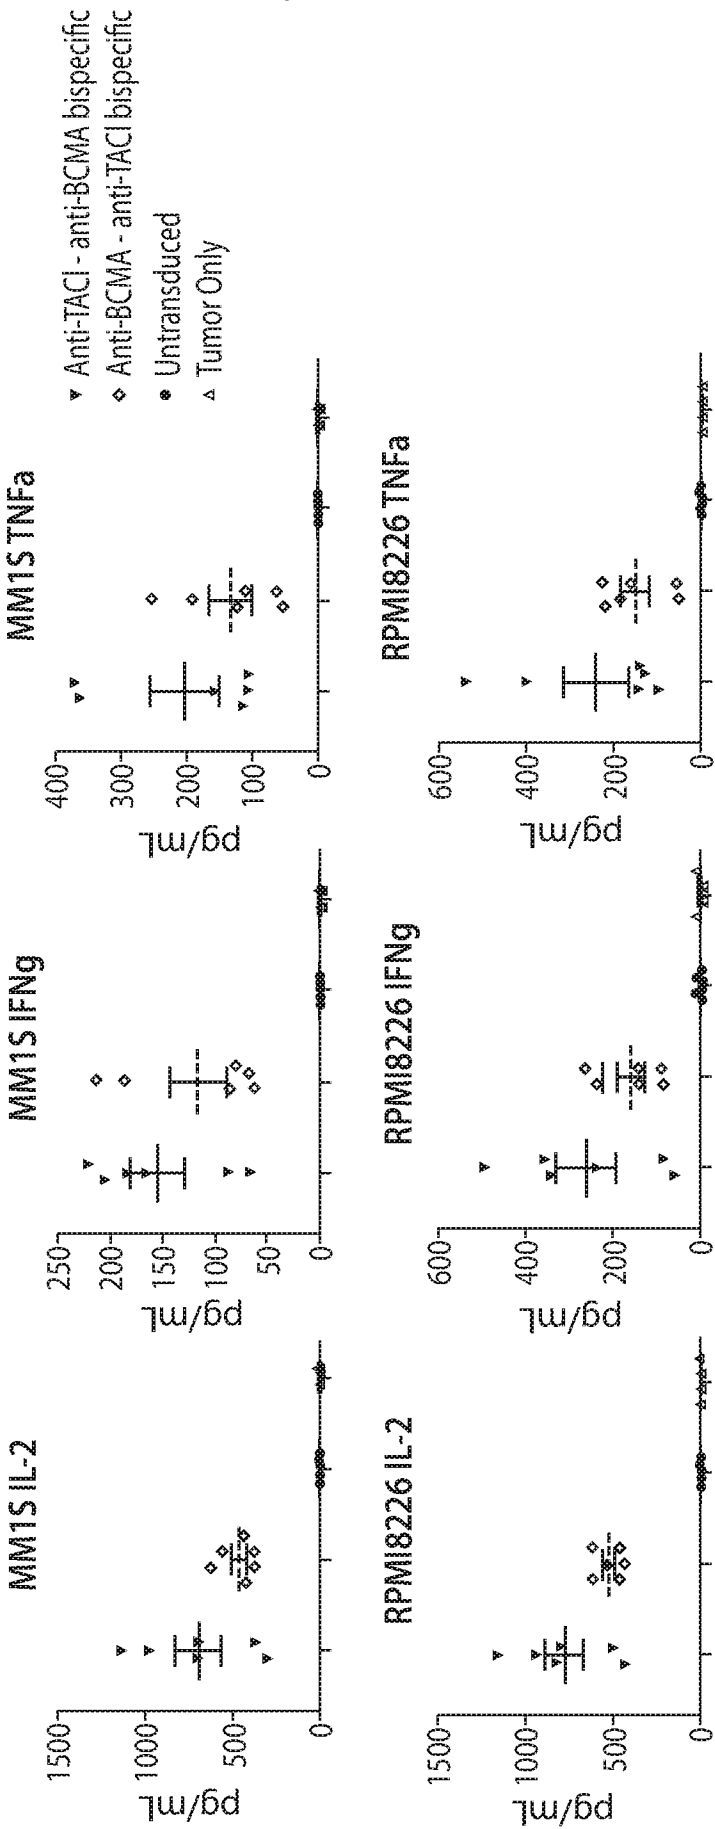 MM1S IL-2
pg/mL
1500
1000
500
0
MM1S IFNg
pg/mL
250
200
150
100
50
0
MM1S TNFa
pg/mL
400
300
200
100
0
Anti-TACI - anti-BCMA bispecific
Anti-BCMA - anti-TACI bispecific
Untransduced
Tumor Only
RPMI8226 IL-2
pg/mL
1500
1000
500
0
RPMI8226 IFNg
pg/mL
600
400
200
0
RPMI8226 TNFa
pg/mL
600
400
200
0